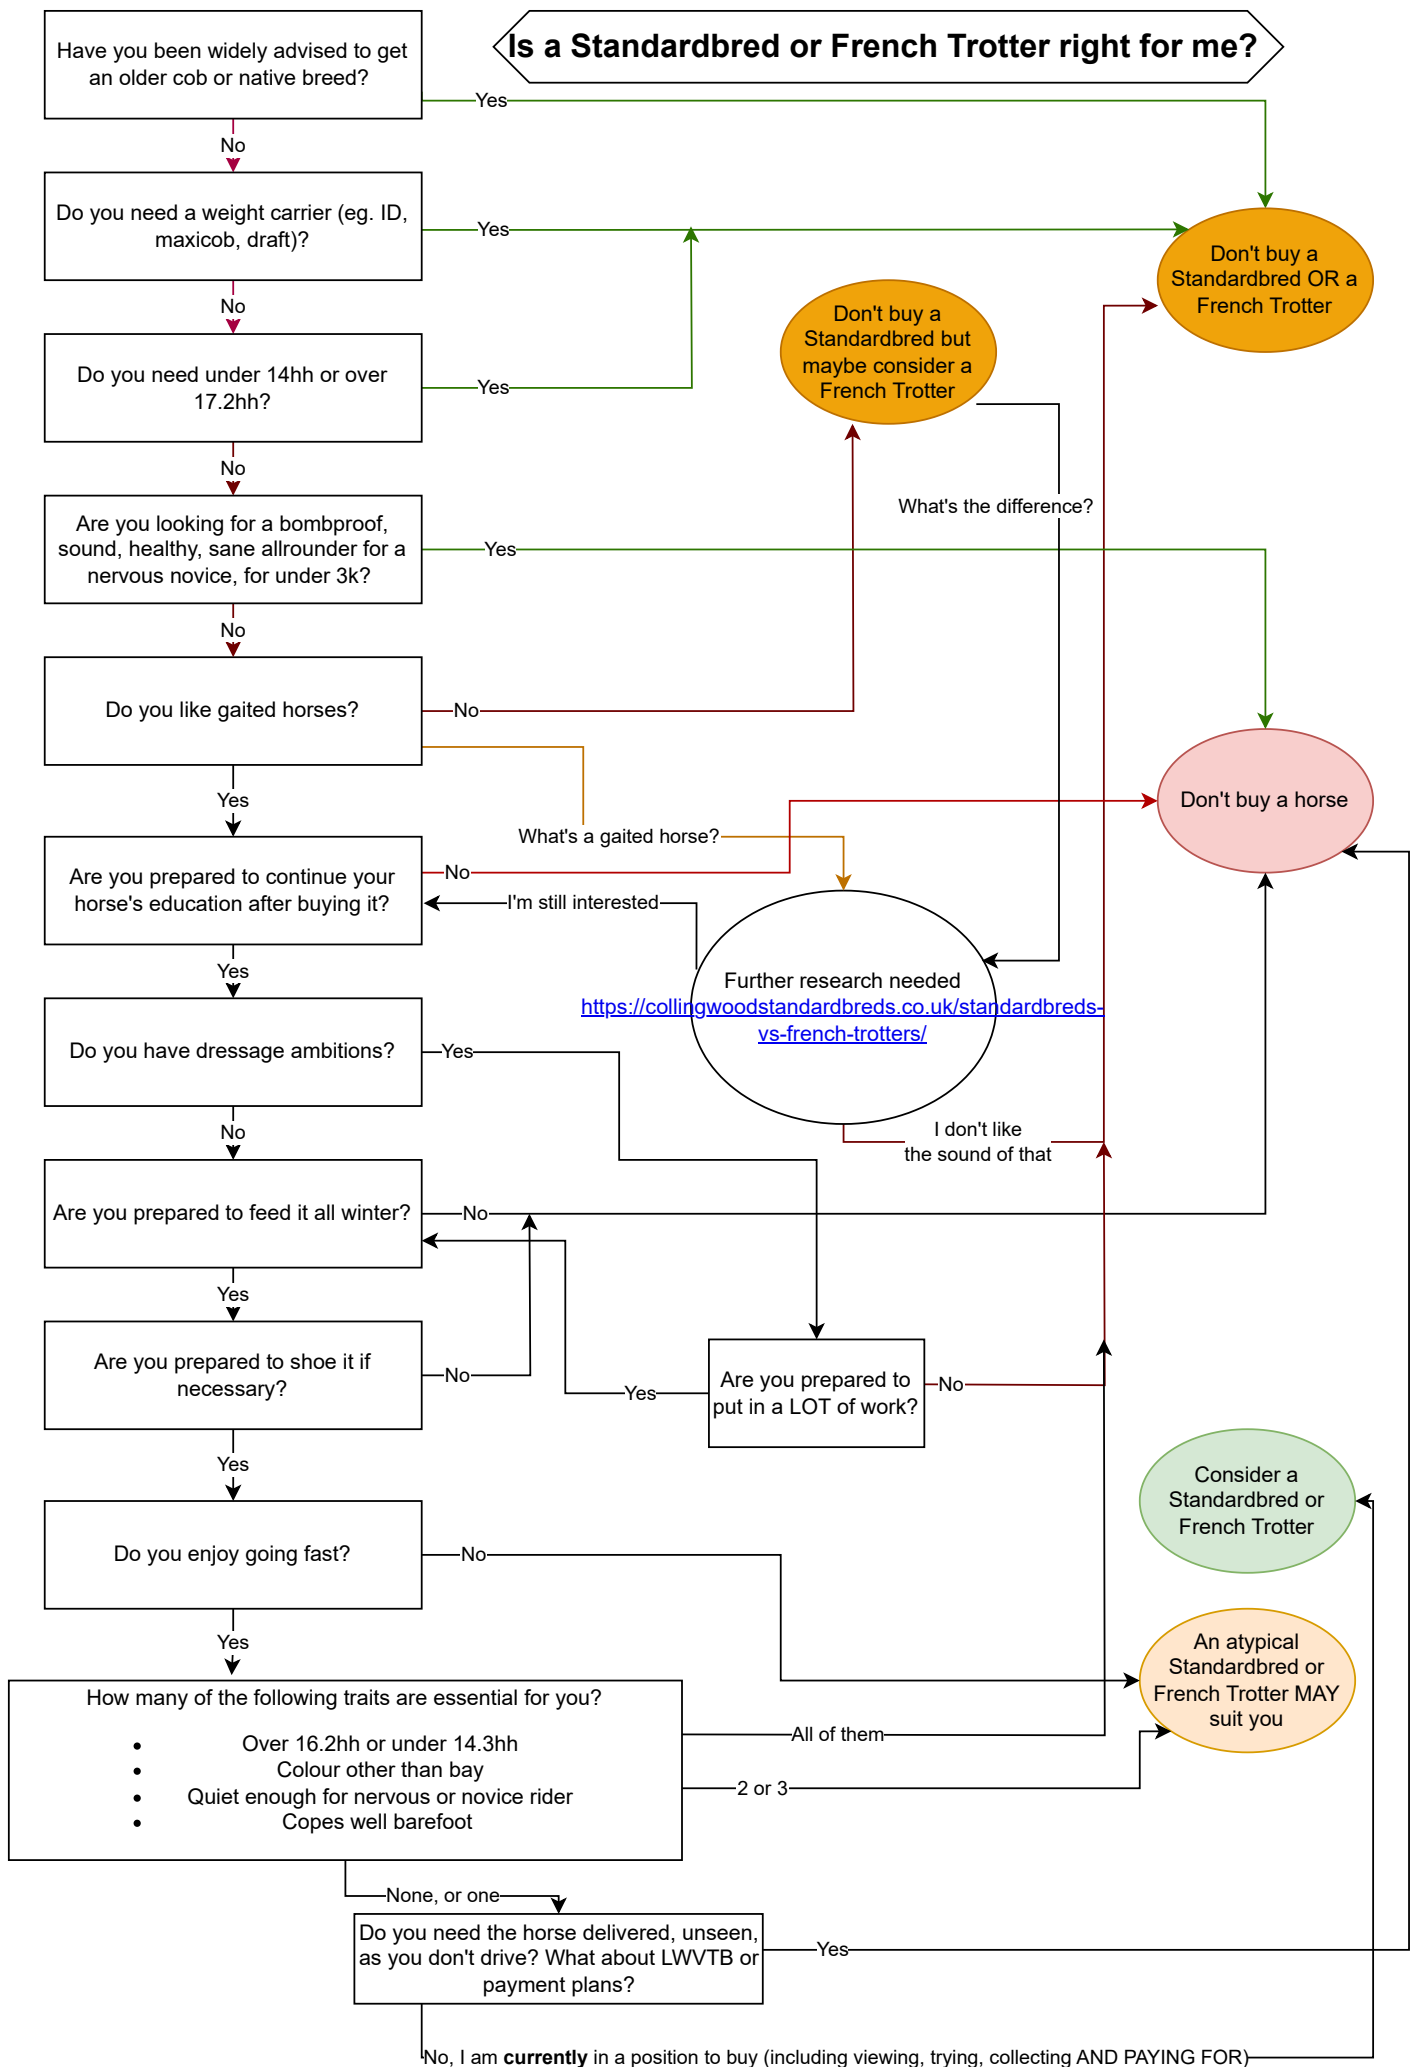 Is a Standardbred or French Trotter right for me?
Have you been widely advised to get
an older cob or native breed?
Yes
No
Do you need a weight carrier (eg. ID,
maxicob, draft)?
Yes
Don't buy a
Standardbred OR a
French Trotter
No
Do you need under 14hh or over
17.2hh?
Yes
Don't buy a
Standardbred but
maybe consider a
French Trotter
No
What's the difference?
Are you looking for a bombproof,
sound, healthy, sane allrounder for a
nervous novice, for under 3k?
Yes
No
Do you like gaited horses?
No
Yes
What's a gaited horse?
Don't buy a horse
Are you prepared to continue your
horse's education after buying it?
No
I'm still interested
Yes
Further research needed
https://collingwoodstandardbreds.co.uk/standardbreds-
vs-french-trotters/
Do you have dressage ambitions?
Yes
No
I don't like
the sound of that
Are you prepared to feed it all winter?
No
Yes
Are you prepared to shoe it if
necessary?
No
Yes
Are you prepared to
put in a LOT of work?
No
Yes
Consider a
Standardbred or
French Trotter
Do you enjoy going fast?
No
Yes
An atypical
Standardbred or
French Trotter MAY
suit you
How many of the following traits are essential for you?
• Over 16.2hh or under 14.3hh
• Colour other than bay
• Quiet enough for nervous or novice rider
• Copes well barefoot
All of them
2 or 3
None, or one
Do you need the horse delivered, unseen,
as you don't drive? What about LWVTB or
payment plans?
Yes
No, I am currently in a position to buy (including viewing, trying, collecting AND PAYING FOR)